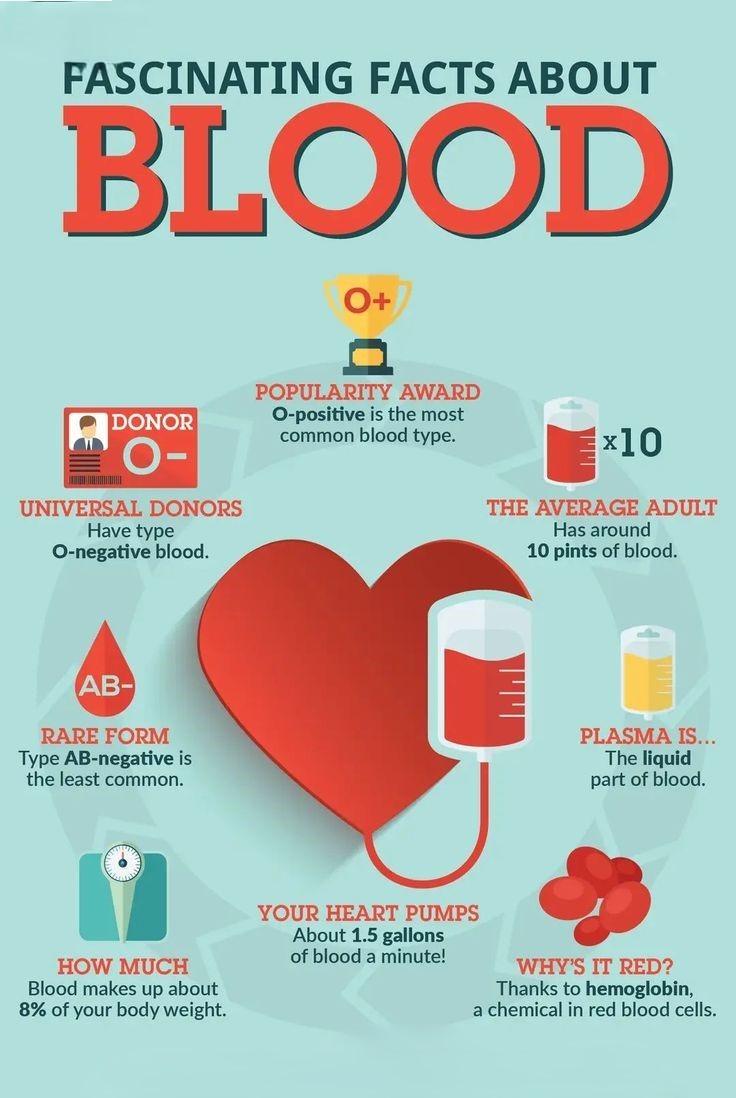 FASCINATING FACTS ABOUT
BLOOD
O+
POPULARITY AWARD
O-positive is the most
common blood type.
DONOR
O-
UNIVERSAL DONORS
Have type
O-negative blood.
x10
THE AVERAGE ADULT
Has around
10 pints of blood.
AB-
RARE FORM
Type AB-negative is
the least common.
PLASMA IS...
The liquid
part of blood.
HOW MUCH
Blood makes up about
8% of your body weight.
YOUR HEART PUMPS
About 1.5 gallons
of blood a minute!
WHY'S IT RED?
Thanks to hemoglobin,
a chemical in red blood cells.